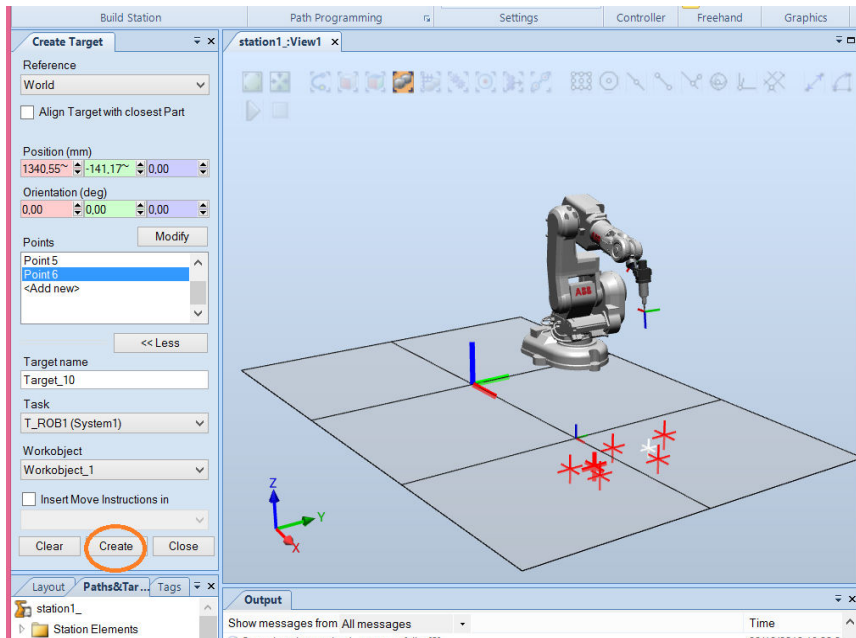 Build Station
Path Programming
Settings
Controller
Freehand
Graphics
Create Target
station1_:View1
Reference
World
Align Target with closest Part
Position (mm)
1340,55~ -141,17~ 0,00
Orientation (deg)
0,00 0,00 0,00
Modify
Points
Point 5
Point 6
<Add new>
<< Less
Target name
Target_10
Task
T_ROB1 (System1)
Workobject
Workobject_1
Insert Move Instructions in
Clear Create Close
ABB
Z
Y
X
Layout Paths&Tar... Tags
station1_
Station Elements
Output
Show messages from All messages
Time